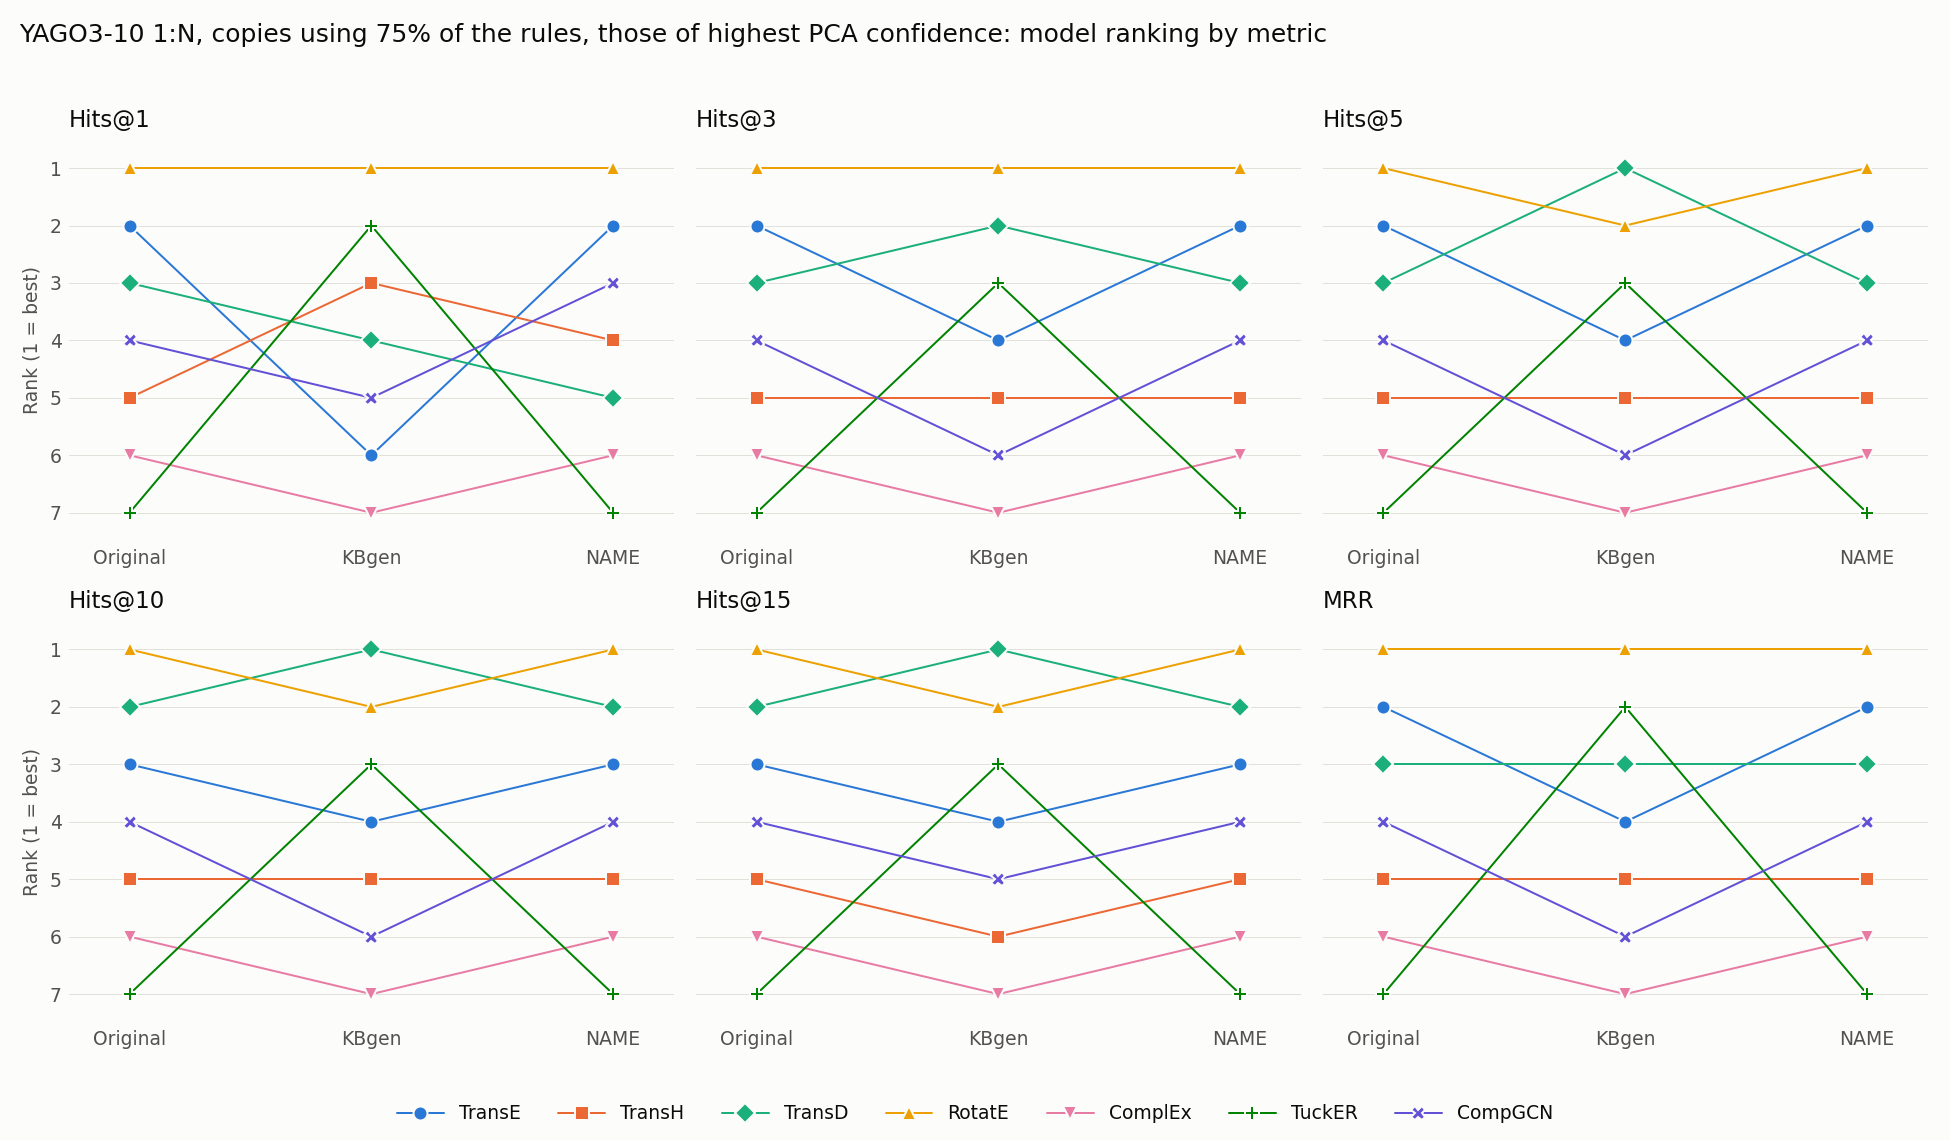 YAGO3-10 1:N, copies using 75% of the rules, those of highest PCA confidence: model ranking by metric
Hits@1
Hits@3
Hits@5
Rank (1 = best)
1
2
3
4
5
6
7
Original KBgen NAME
Original KBgen NAME
Original KBgen NAME
Hits@10
Hits@15
MRR
Rank (1 = best)
1
2
3
4
5
6
7
Original KBgen NAME
Original KBgen NAME
Original KBgen NAME
TransE TransH TransD RotatE ComplEx TuckER CompGCN